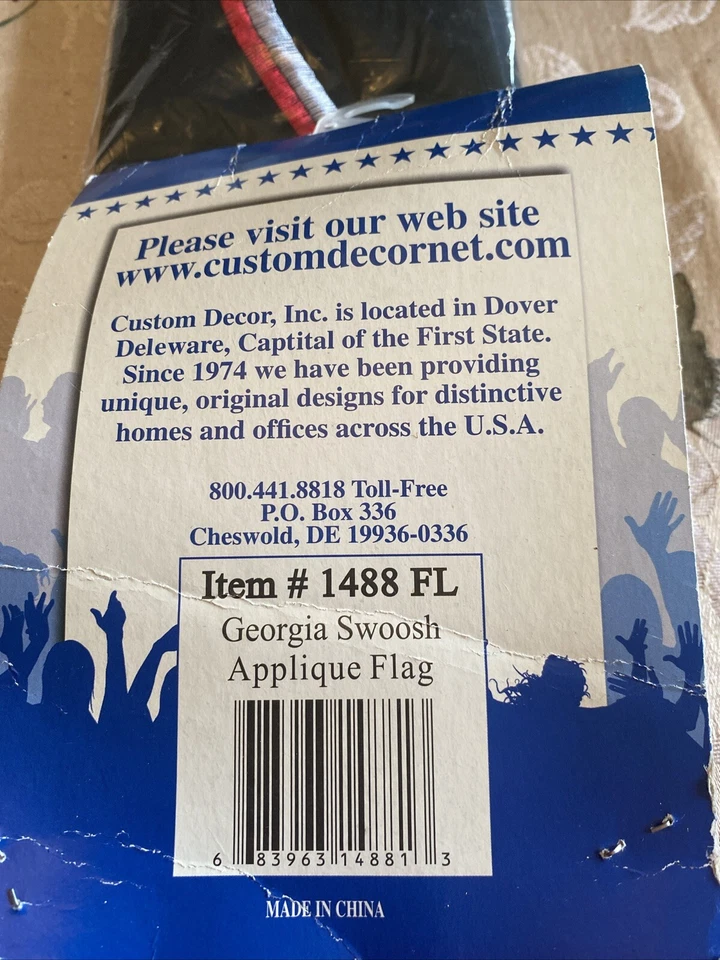 Please visit our web site
www.customdecornet.com
Custom Decor, Inc. is located in Dover
Deleware, Captital of the First State.
Since 1974 we have been providing
unique, original designs for distinctive
homes and offices across the U.S.A.
800.441.8818 Toll-Free
P.O. Box 336
Cheswold, DE 19936-0336
Item # 1488 FL
Georgia Swoosh
Applique Flag
6 83963 14881 3
MADE IN CHINA